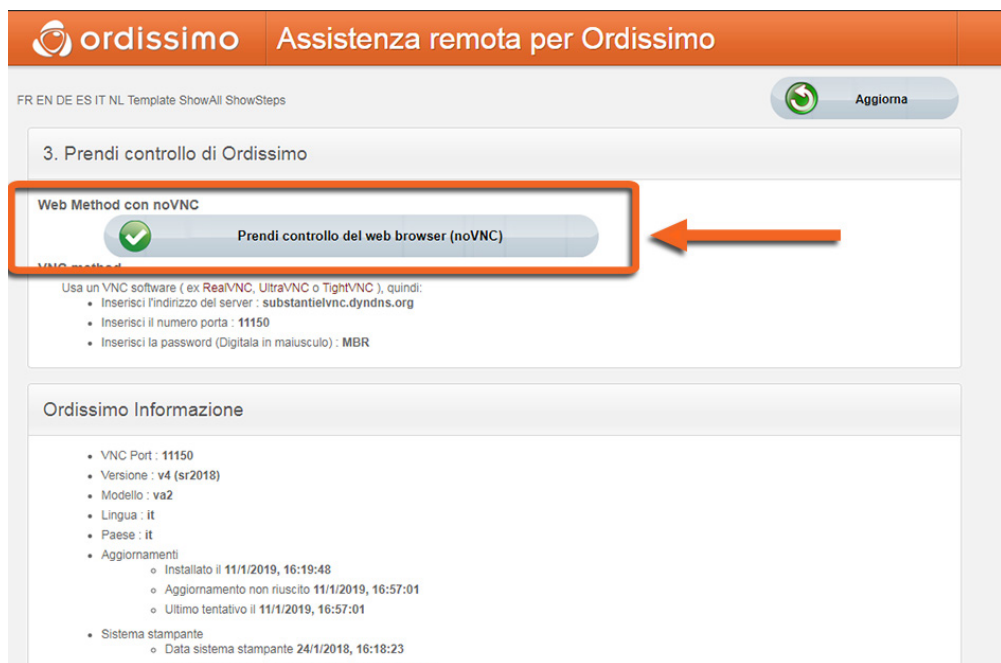 ordissimo Assistenza remota per Ordissimo
FR EN DE ES IT NL Template ShowAll ShowSteps
Aggiorna
3. Prendi controllo di Ordissimo
Web Method con noVNC
Prendi controllo del web browser (noVNC)
VNC method
Usa un VNC software ( ex RealVNC, UltraVNC o TightVNC ), quindi:
Inserisci l'indirizzo del server : substantielvnc.dyndns.org
Inserisci il numero porta : 11150
Inserisci la password (Digitala in maiusculo) : MBR
Ordissimo Informazione
VNC Port : 11150
Versione : v4 (sr2018)
Modello : va2
Lingua : it
Paese : it
Aggiornamenti
Installato il 11/1/2019, 16:19:48
Aggiornamento non riuscito 11/1/2019, 16:57:01
Ultimo tentativo il 11/1/2019, 16:57:01
Sistema stampante
Data sistema stampante 24/1/2018, 16:18:23